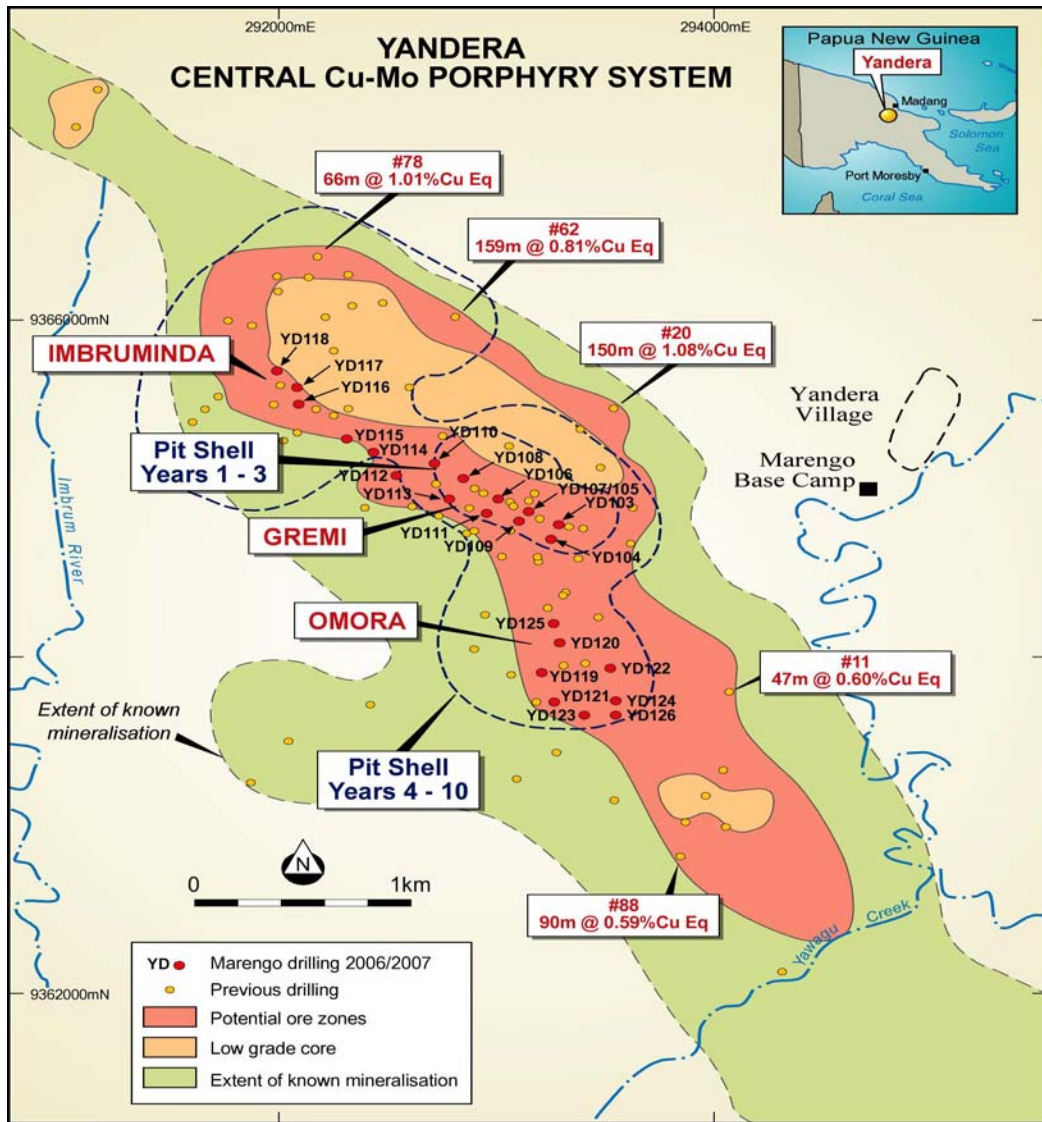 292000mE
294000mE
YANDERA
CENTRAL Cu-Mo PORPHYRY SYSTEM
Papua New Guinea
Yandera
Madang
Solomon
Sea
Port Moresby
Coral Sea
#78
66m @ 1.01%Cu Eq
#62
159m @ 0.81%Cu Eq
9366000mN
#20
150m @ 1.08%Cu Eq
IMBRUMINDA
YD118
YD117
YD116
Yandera
Village
Marengo
Base Camp
YD115
YD114
YD110
YD108
YD106
YD112
YD113
YD107/105
YD103
Pit Shell
Years 1 - 3
GREMI
YD111
YD109
YD104
Imbrum River
OMORA
YD125
YD120
YD119
YD122
YD121
YD124
YD123
YD126
#11
47m @ 0.60%Cu Eq
Extent of known
mineralisation
Pit Shell
Years 4 - 10
N
0
1km
#88
90m @ 0.59%Cu Eq
Yawagu Creek
9362000mN
YD
Marengo drilling 2006/2007
Previous drilling
Potential ore zones
Low grade core
Extent of known mineralisation